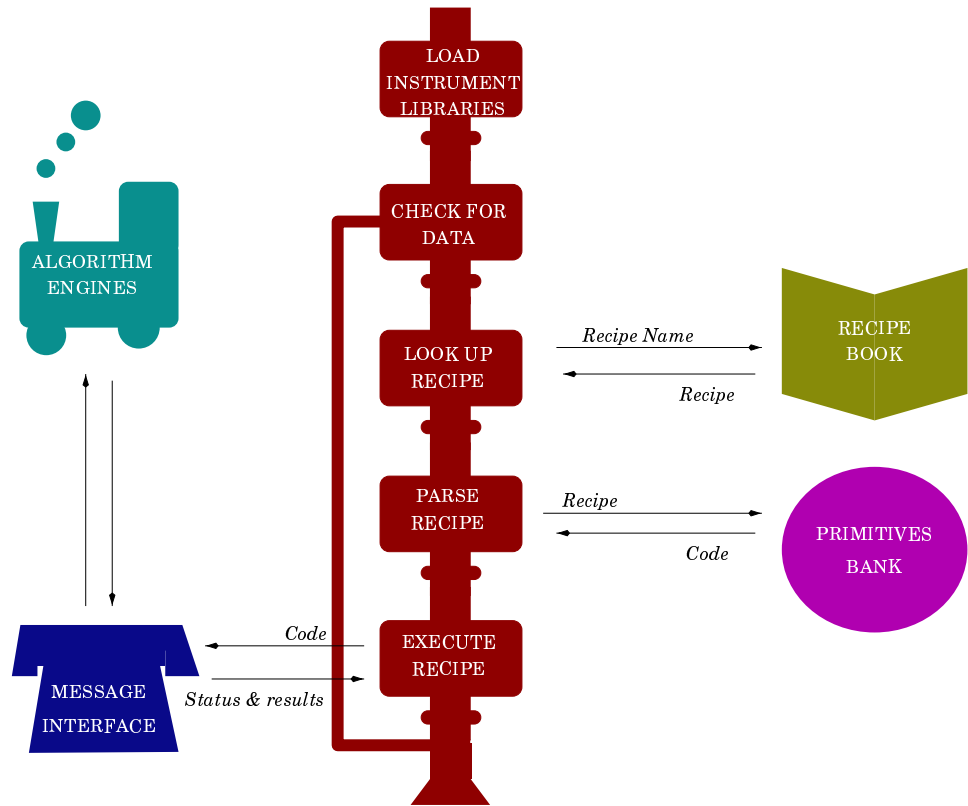 LOAD
INSTRUMENT
LIBRARIES
CHECK FOR
DATA
ALGORITHM
ENGINES
LOOK UP
RECIPE
Recipe Name
Recipe
RECIPE
BOOK
PARSE
RECIPE
Recipe
Code
PRIMITIVES
BANK
EXECUTE
RECIPE
Code
Status & results
MESSAGE
INTERFACE